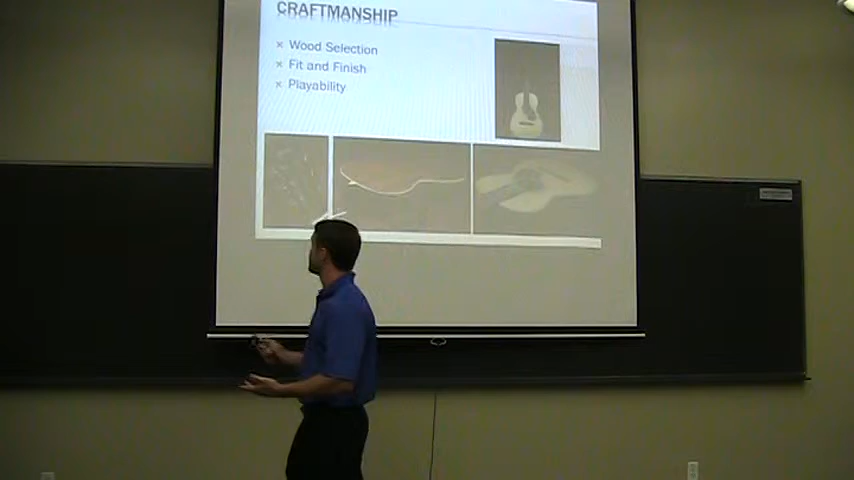 CRAFTMANSHIP
Wood Selection
Fit and Finish
Playability